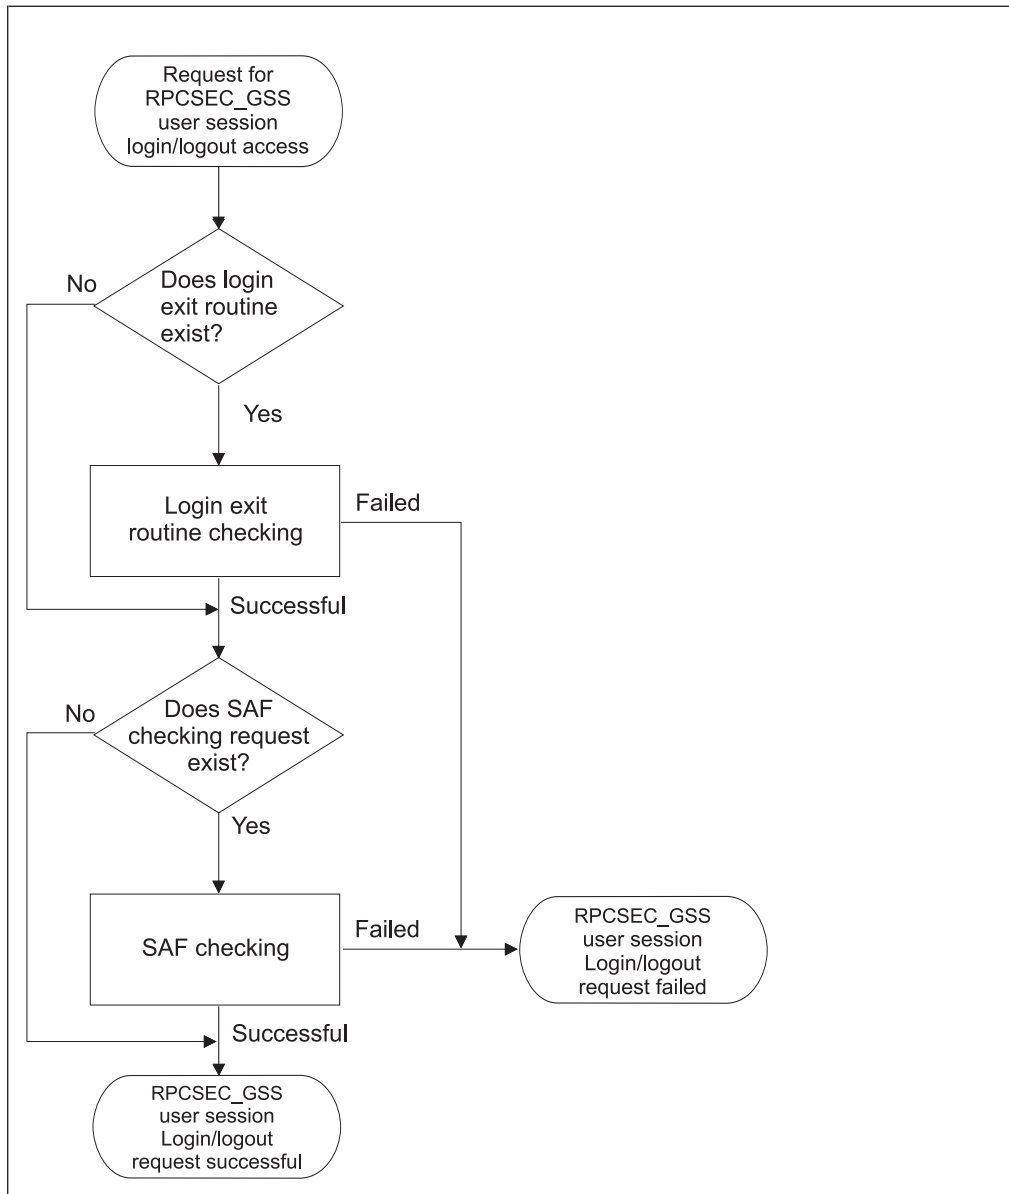 Request for
RPCSEC_GSS
user session
login/logout access
No
Does login
exit routine
exist?
Yes
Login exit
routine checking
Failed
Successful
No
Does SAF
checking request
exist?
Yes
SAF checking
Failed
RPCSEC_GSS
user session
Login/logout
request failed
Successful
RPCSEC_GSS
user session
Login/logout
request successful